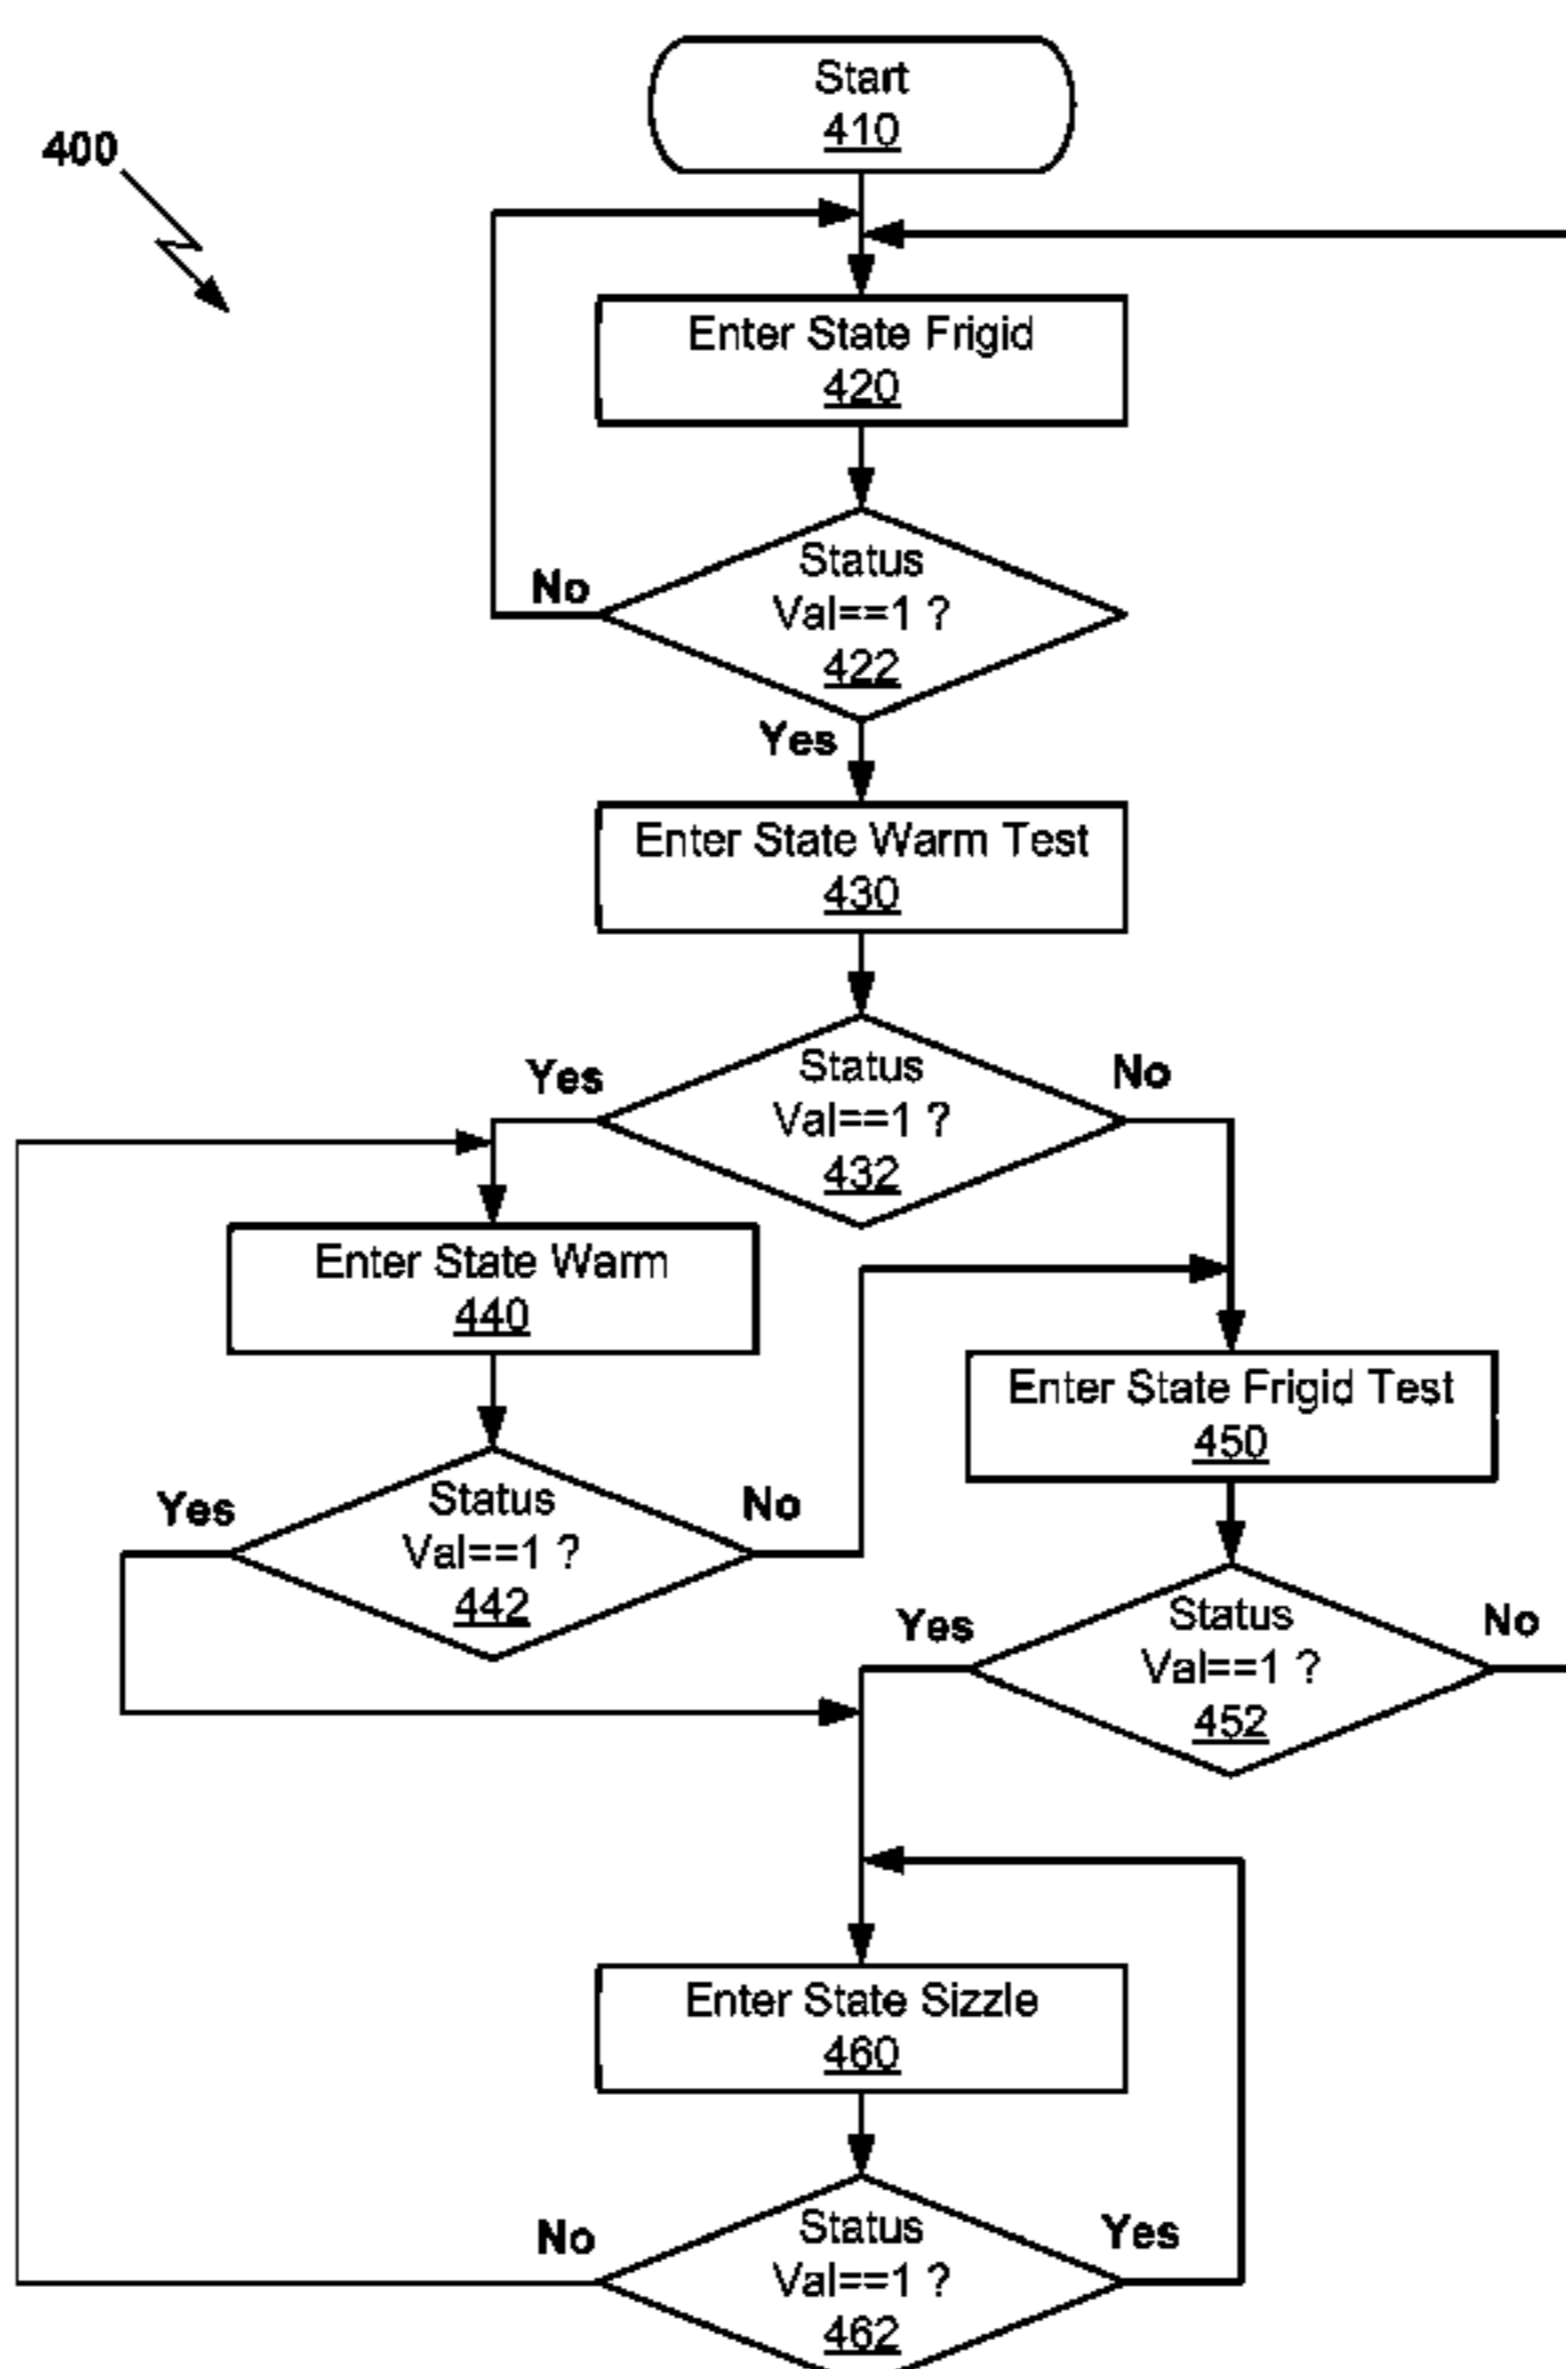 400
Start
410
Enter State Frigid
420
Status
Val==1 ?
422
No
Yes
Enter State Warm Test
430
Status
Val==1 ?
432
Yes
No
Enter State Warm
440
Enter State Frigid Test
450
Status
Val==1 ?
442
Yes
No
Status
Val==1 ?
452
Yes
No
Enter State Sizzle
460
Status
Val==1 ?
462
No
Yes